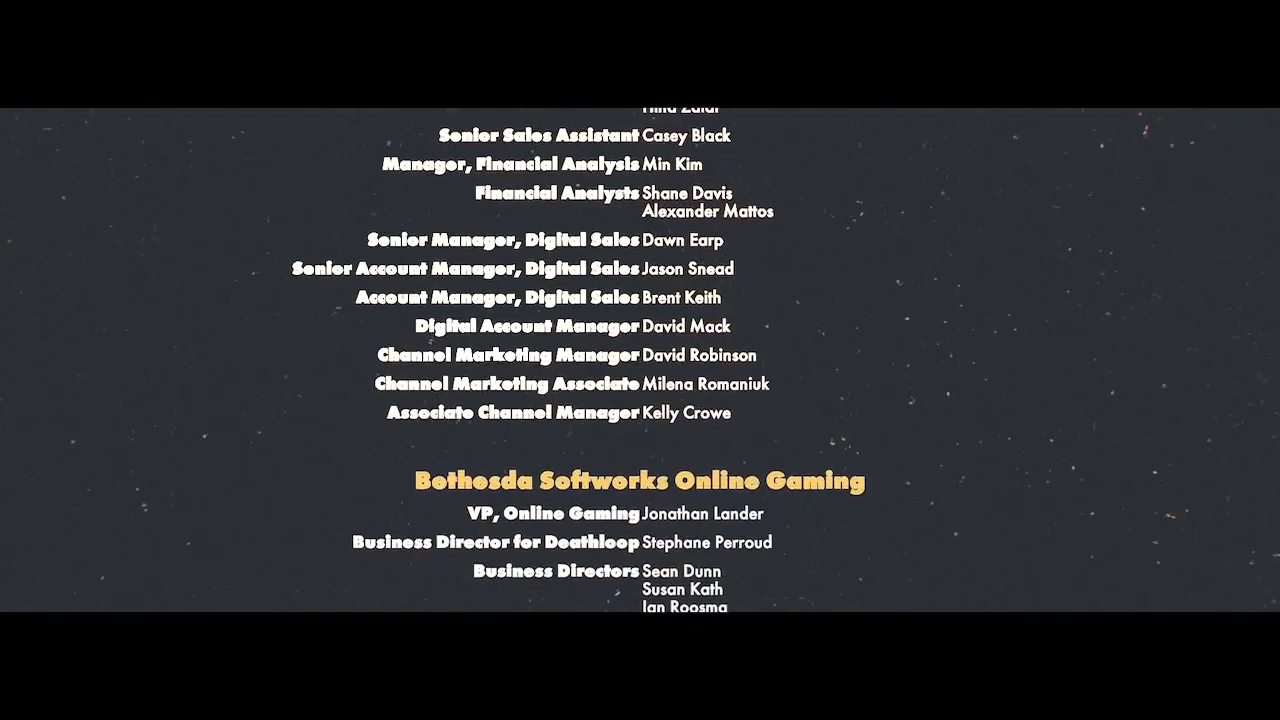 Senior Sales Assistant Casey Black
Manager, Financial Analysis Min Kim
Financial Analysts Shane Davis
Alexander Mattos
Senior Manager, Digital Sales Dawn Earp
Senior Account Manager, Digital Sales Jason Snead
Account Manager, Digital Sales Brent Keith
Digital Account Manager David Mack
Channel Marketing Manager David Robinson
Channel Marketing Associate Milena Romaniuk
Associate Channel Manager Kelly Crowe
Bethesda Softworks Online Gaming
VP, Online Gaming Jonathan Lander
Business Director for Deathloop Stephane Perroud
Business Directors Sean Dunn
Susan Kath
Ian Roosma